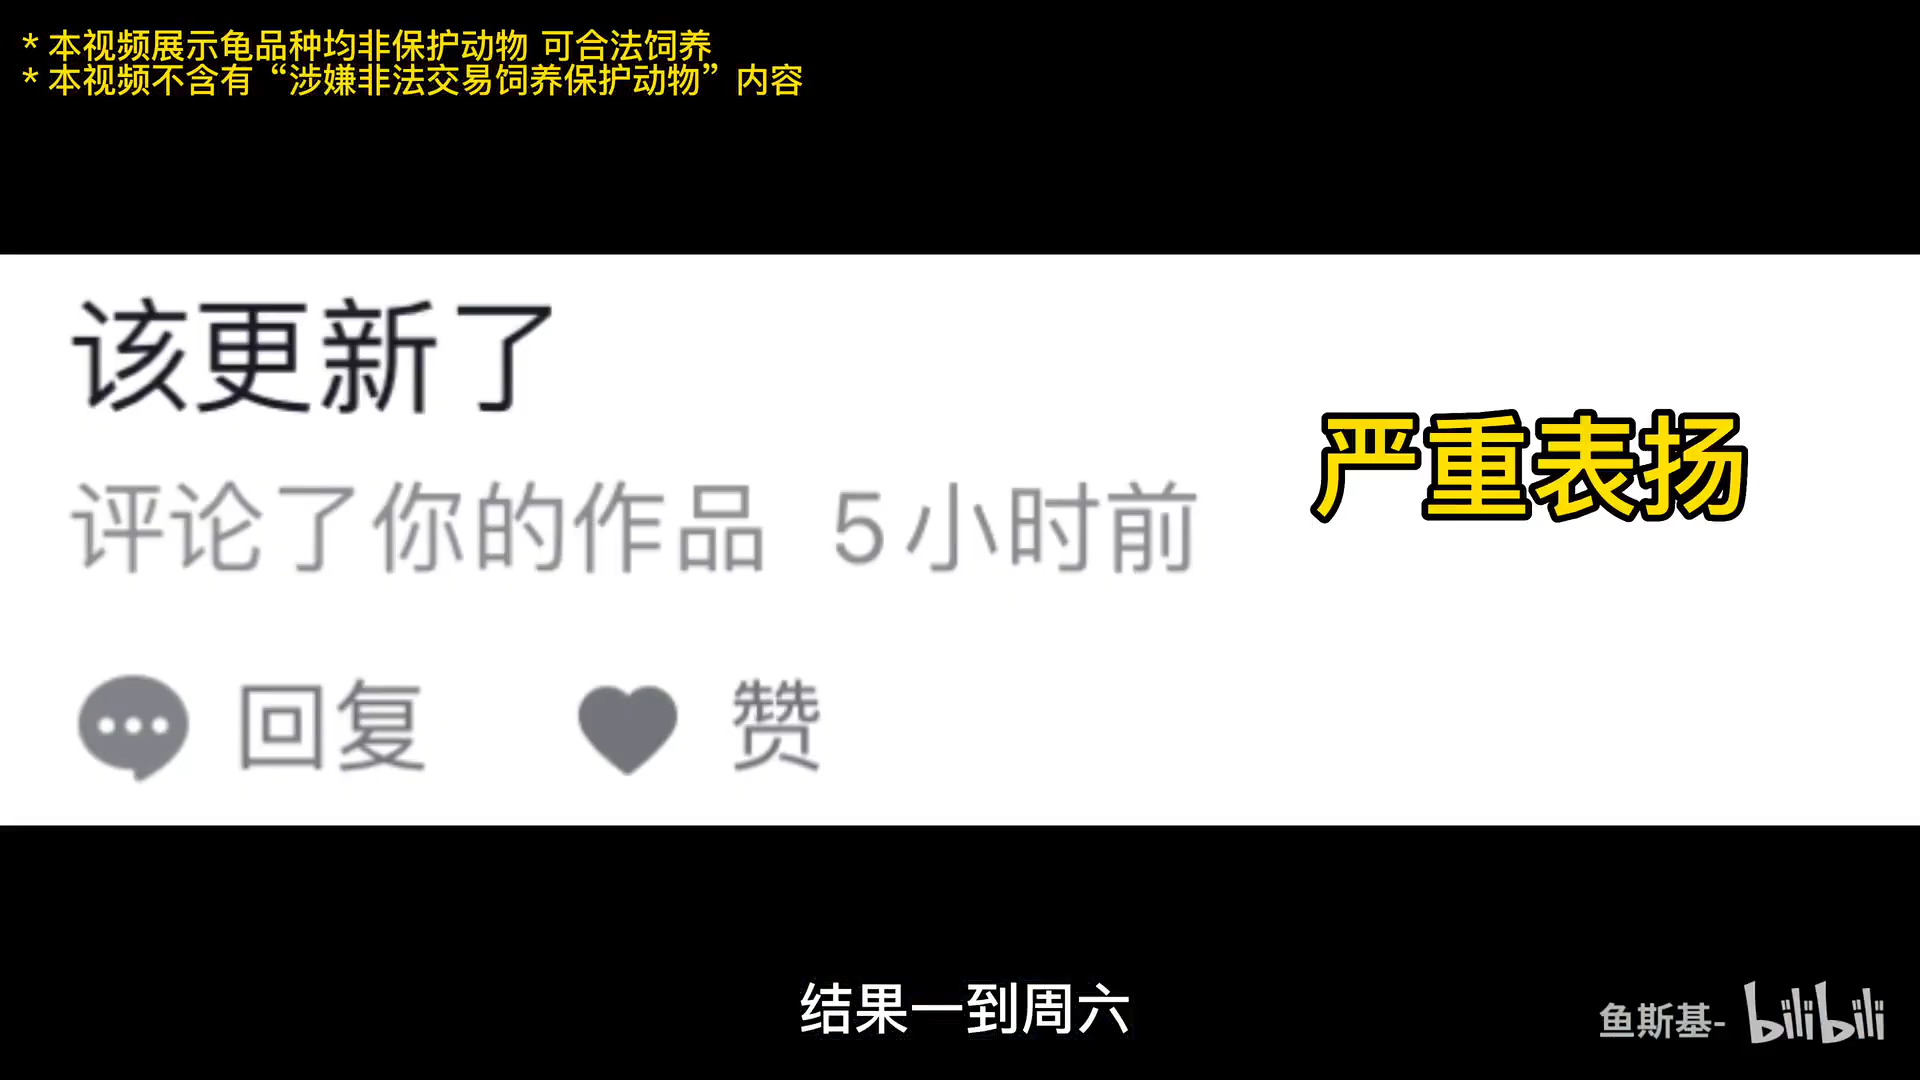 * 本视频展示龟品种均非保护动物 可合法饲养
* 本视频不含有“涉嫌非法交易饲养保护动物”内容
该更新了
严重表扬
评论了你的作品 5小时前
回复 赞
结果一到周六
鱼斯基- bilibili